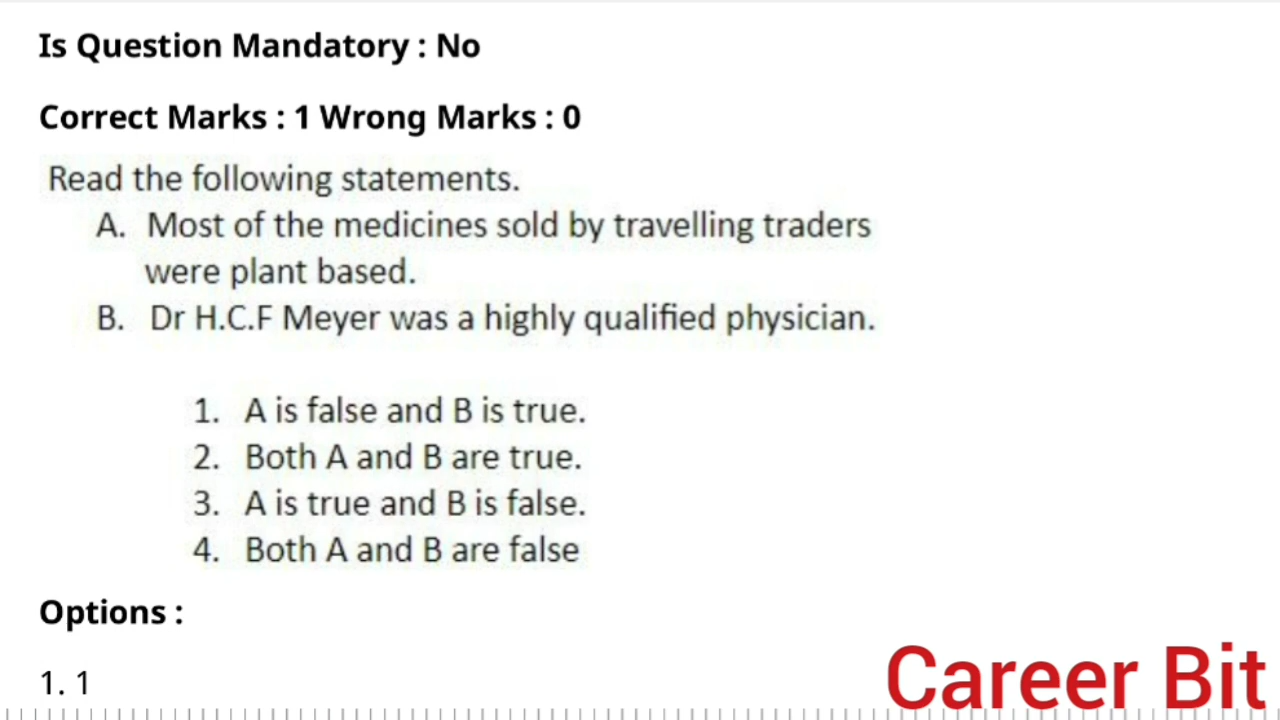 Is Question Mandatory : No
Correct Marks : 1 Wrong Marks : 0
Read the following statements.
A. Most of the medicines sold by travelling traders
were plant based.
B. Dr H.C.F Meyer was a highly qualified physician.
1. A is false and B is true.
2. Both A and B are true.
3. A is true and B is false.
4. Both A and B are false
Options :
1. 1
Career Bit